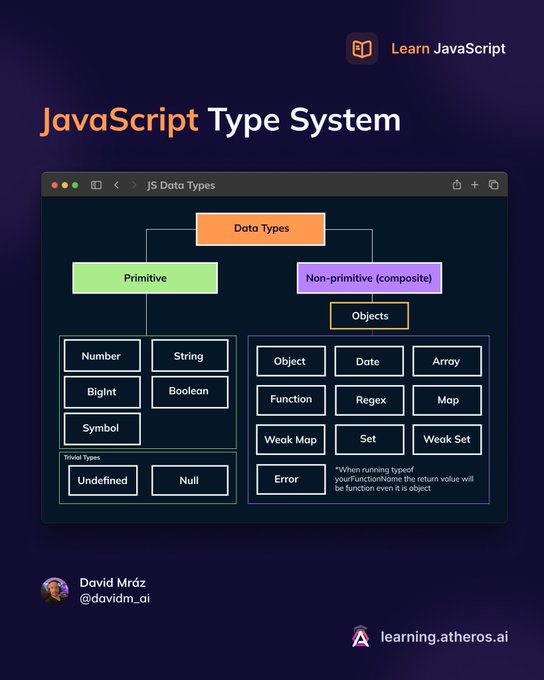 Learn JavaScript
JavaScript Type System
JS Data Types
Data Types
Primitive
Non-primitive (composite)
Objects
Number
String
BigInt
Boolean
Symbol
Trivial Types
Undefined
Null
Object
Date
Array
Function
Regex
Map
Weak Map
Set
Weak Set
Error
*When running typeof
yourFunctionName the return value will
be function even it is object
David Mráz
@davidm_ai
learning.atheros.ai